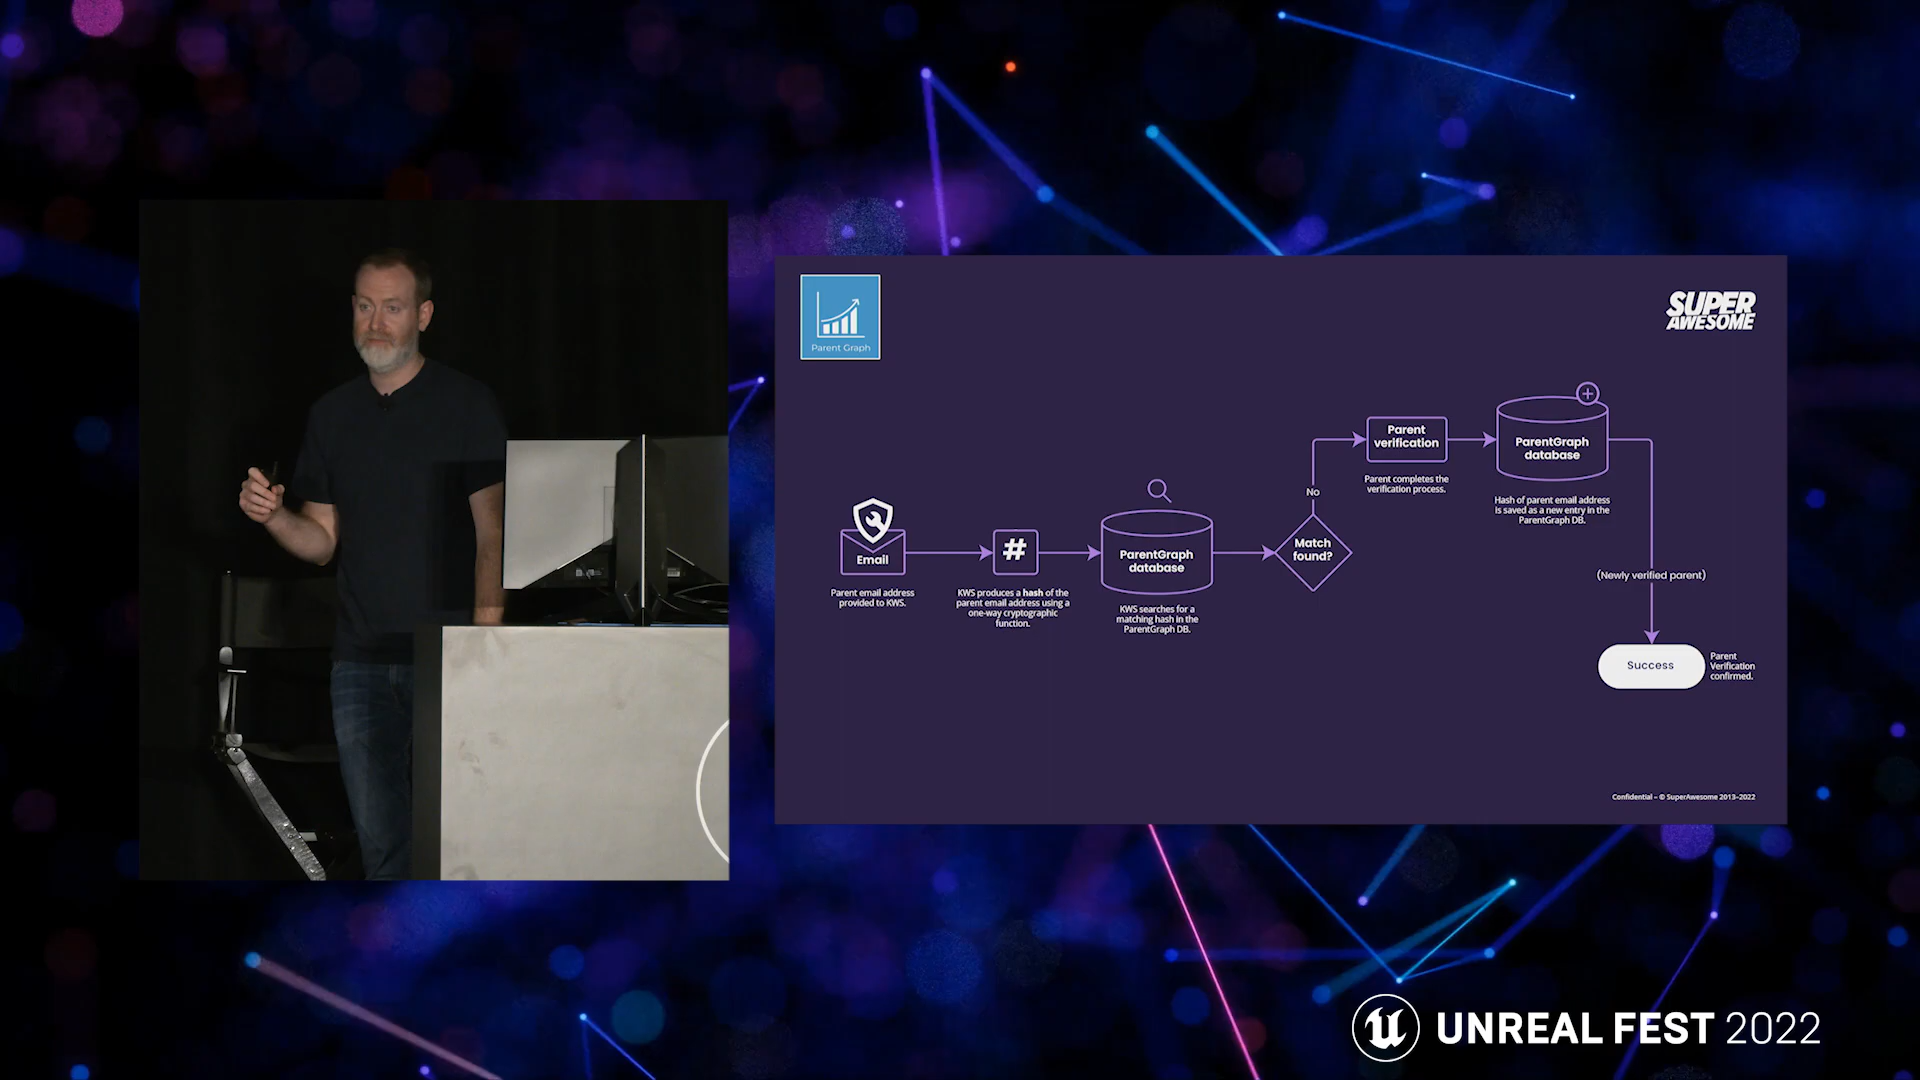 Parent Graph
SUPER
AWESOME
Email
Parent email address
provided to KWS.
#
KWS produces a hash of the
parent email address using a
one-way cryptographic
function.
ParentGraph
database
KWS searches for a
matching hash in the
ParentGraph DB.
Match
found?
No
Parent
verification
Parent completes the
verification process.
ParentGraph
database
Hash of parent email address
is saved as a new entry in the
ParentGraph DB.
(Newly verified parent)
Success
Parent
Verification
confirmed.
Confidential – © SuperAwesome 2013-2022
UNREAL FEST 2022